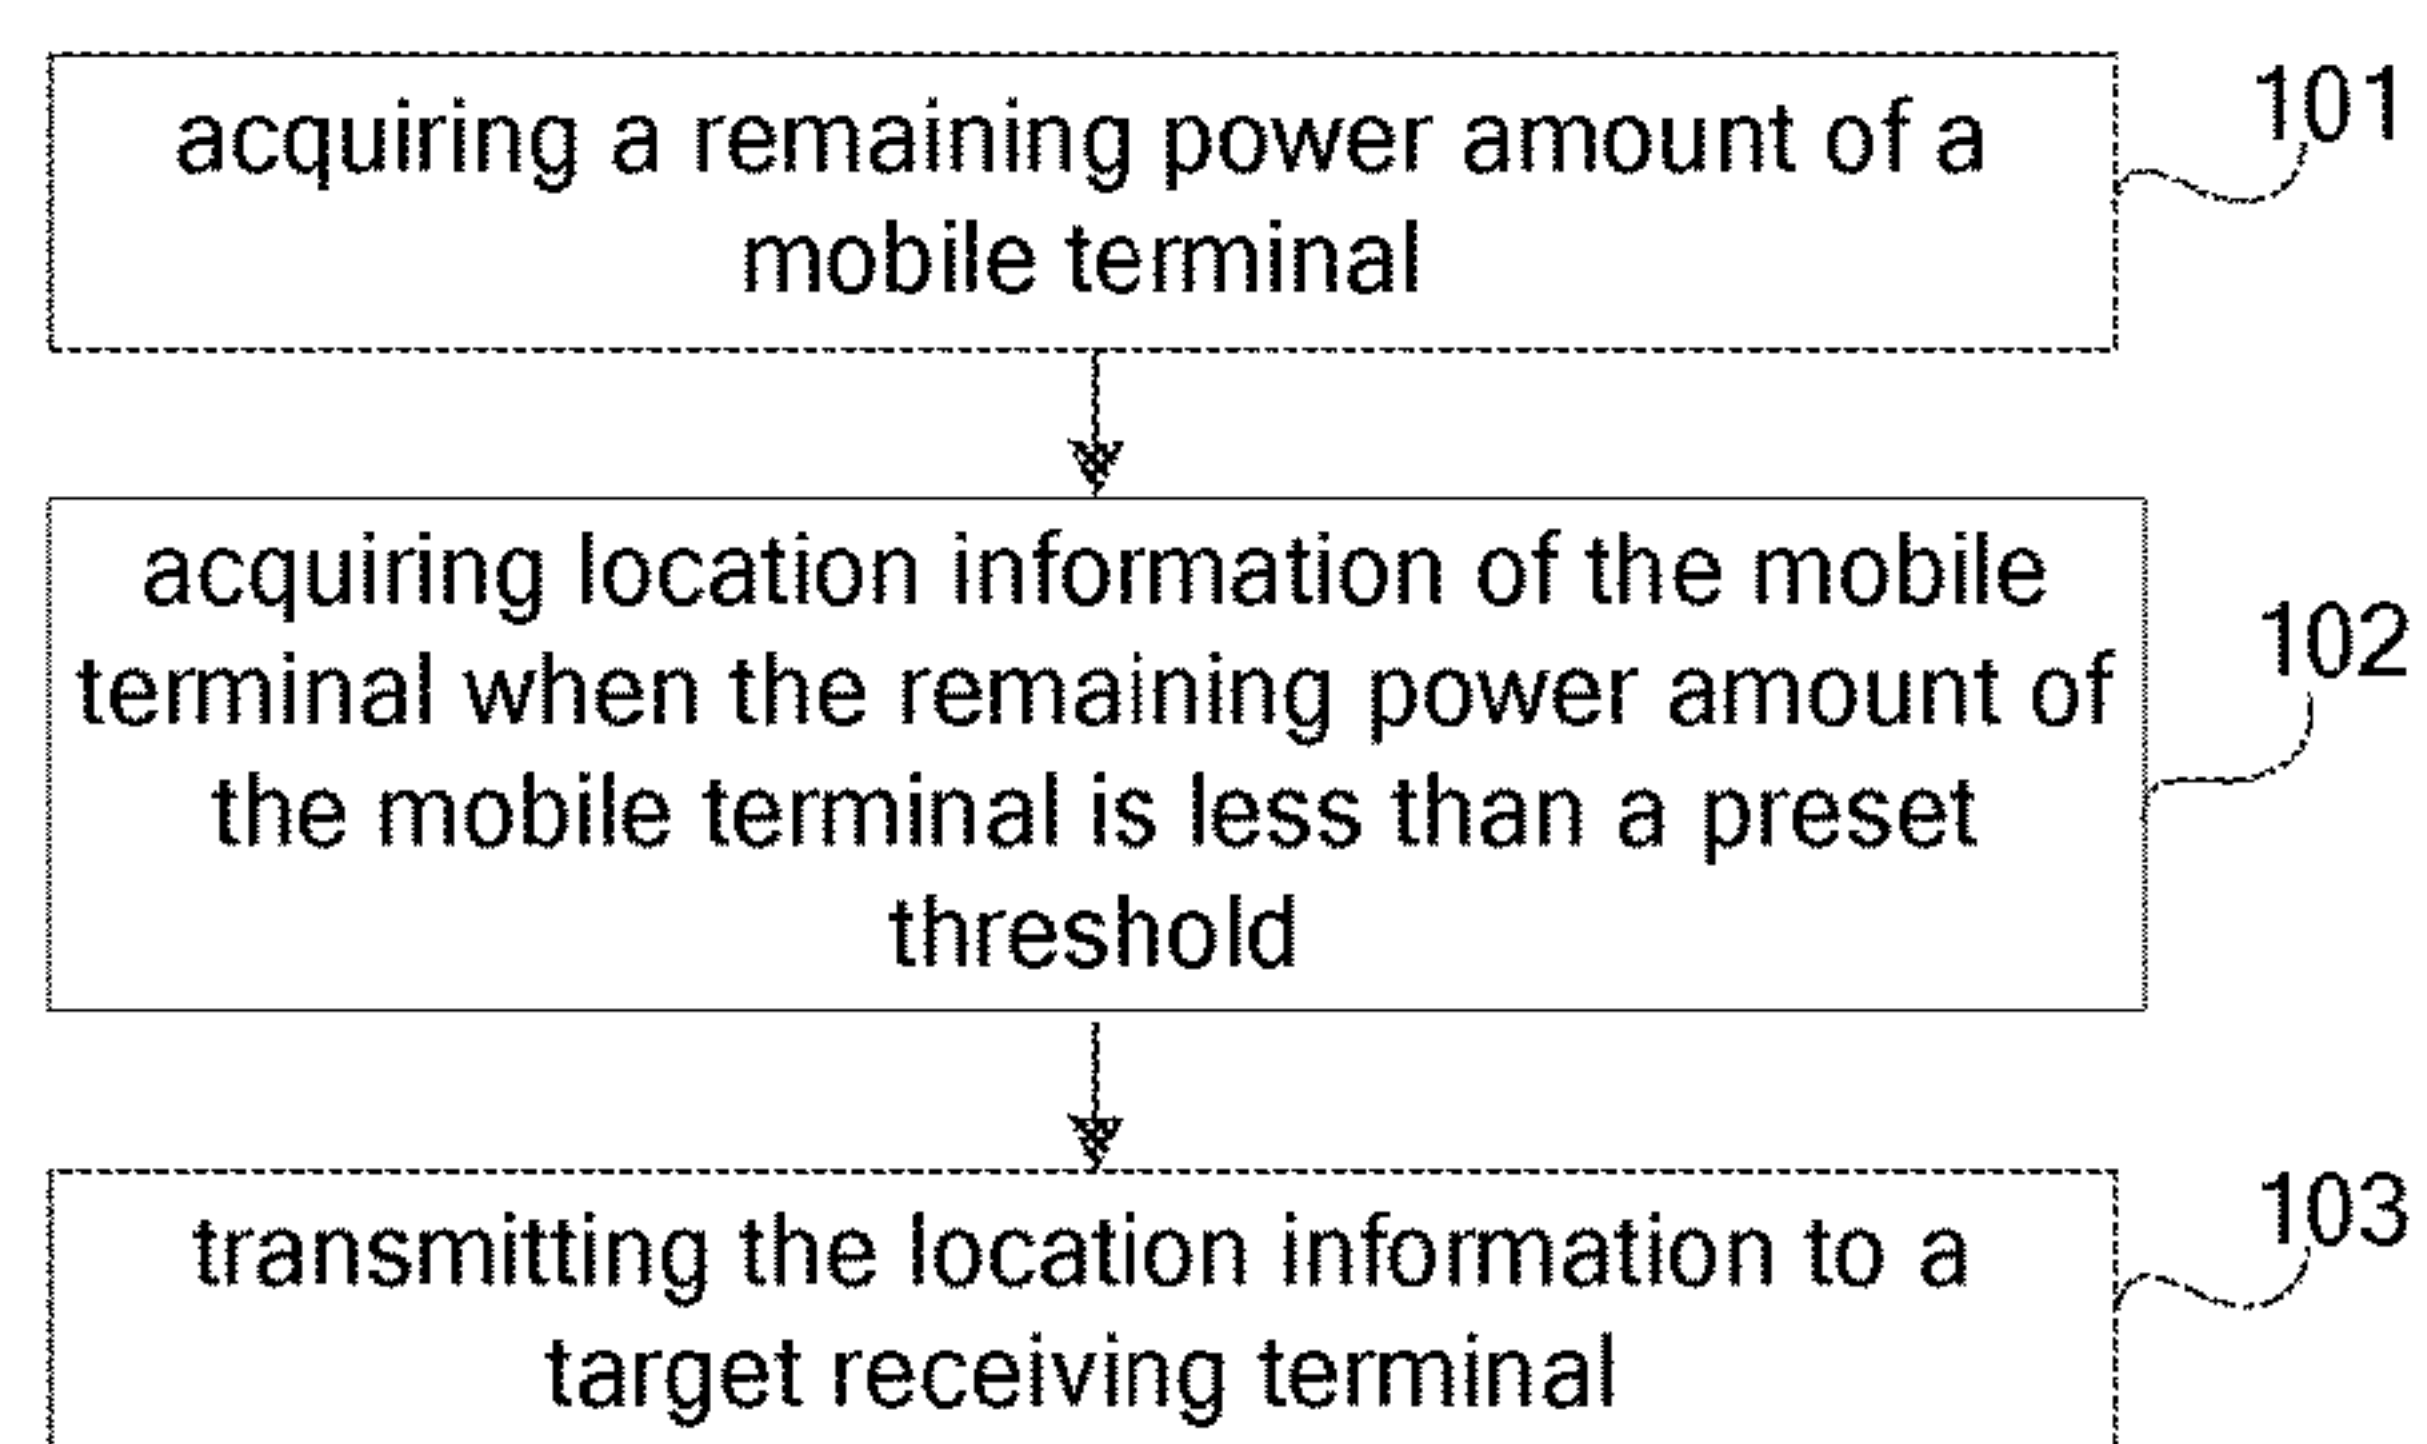 acquiring a remaining power amount of a
mobile terminal
101
acquiring location information of the mobile
terminal when the remaining power amount of
the mobile terminal is less than a preset
threshold
102
transmitting the location information to a
target receiving terminal
103